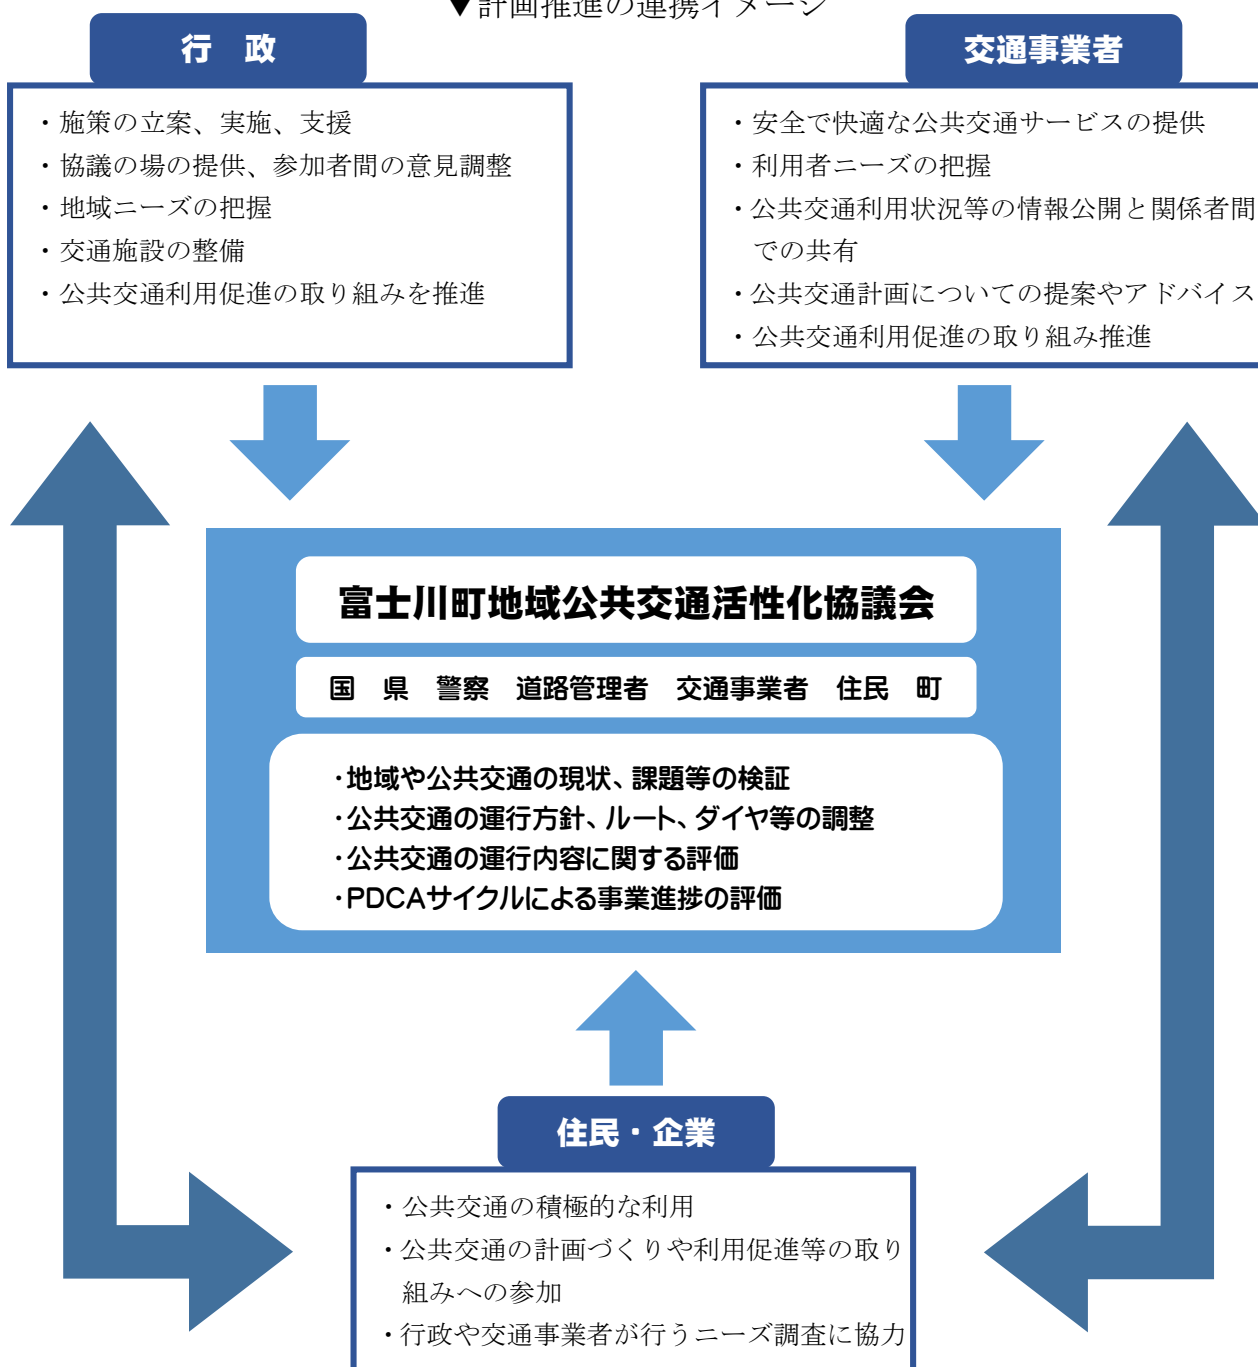 ▼計画推進の連携イメージ
行　政
・施策の立案、実施、支援
・協議の場の提供、参加者間の意見調整
・地域ニーズの把握
・交通施設の整備
・公共交通利用促進の取り組みを推進
交通事業者
・安全で快適な公共交通サービスの提供
・利用者ニーズの把握
・公共交通利用状況等の情報公開と関係者間
での共有
・公共交通計画についての提案やアドバイス
・公共交通利用促進の取り組み推進
富士川町地域公共交通活性化協議会
国　県　警察　道路管理者　交通事業者　住民　町
・地域や公共交通の現状、課題等の検証
・公共交通の運行方針、ルート、ダイヤ等の調整
・公共交通の運行内容に関する評価
・PDCAサイクルによる事業進捗の評価
住民・企業
・公共交通の積極的な利用
・公共交通の計画づくりや利用促進等の取り
組みへの参加
・行政や交通事業者が行うニーズ調査に協力